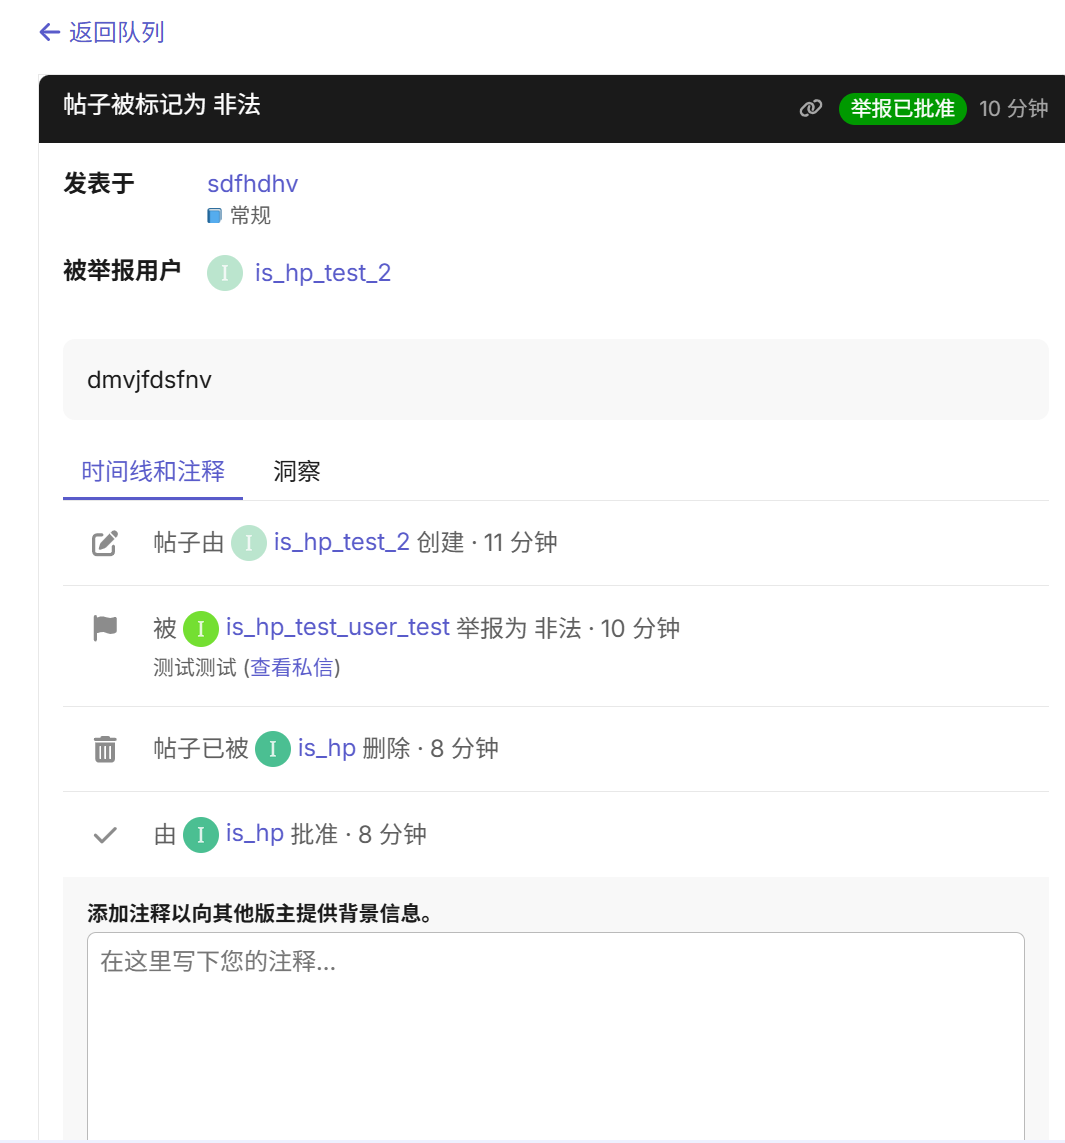 ← 返回队列
帖子被标记为 非法
举报已批准 10 分钟
发表于 sdfhdhv
常规
被举报用户 I is_hp_test_2
dmvjfdsfnv
时间线和注释 洞察
帖子由 I is_hp_test_2 创建 · 11 分钟
被 I is_hp_test_user_test 举报为 非法 · 10 分钟
测试测试 (查看私信)
帖子已被 I is_hp 删除 · 8 分钟
由 I is_hp 批准 · 8 分钟
添加注释以向其他版主提供背景信息。
在这里写下您的注释...